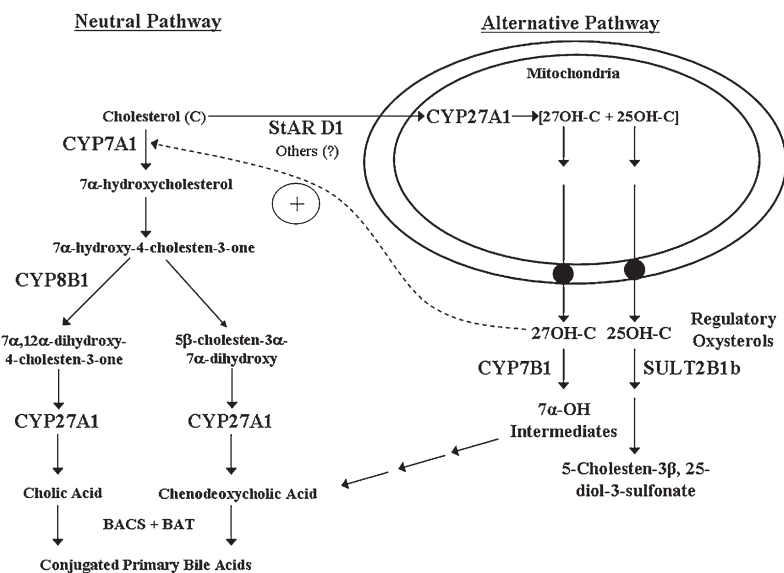 Neutral Pathway
Alternative Pathway
Mitochondria
Cholesterol (C)
StAR D1
Others (?)
CYP27A1
[27OH-C + 25OH-C]
CYP7A1
7α-hydroxycholesterol
+
7α-hydroxy-4-cholesten-3-one
CYP8B1
7α,12α-dihydroxy-
4-cholesten-3-one
5β-cholesten-3α-
7α-dihydroxy
27OH-C
25OH-C
Regulatory
Oxysterols
CYP7B1
SULT2B1b
CYP27A1
CYP27A1
7α-OH
Intermediates
5-Cholesten-3β, 25-
diol-3-sulfonate
Cholic Acid
Chenodeoxycholic Acid
BACS + BAT
Conjugated Primary Bile Acids